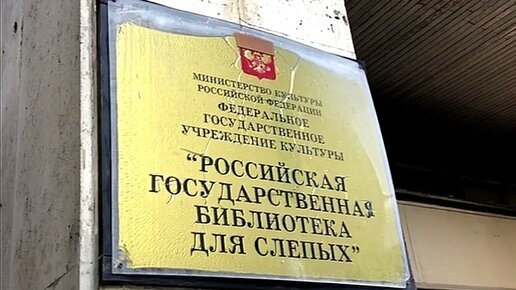 МИНИСТЕРСТВО КУЛЬТУРЫ
РОССИЙСКОЙ ФЕДЕРАЦИИ
ФЕДЕРАЛЬНОЕ
ГОСУДАРСТВЕННОЕ
УЧРЕЖДЕНИЕ КУЛЬТУРЫ
“РОССИЙСКАЯ
ГОСУДАРСТВЕННАЯ
БИБЛИОТЕКА
ДЛЯ СЛЕПЫХ”